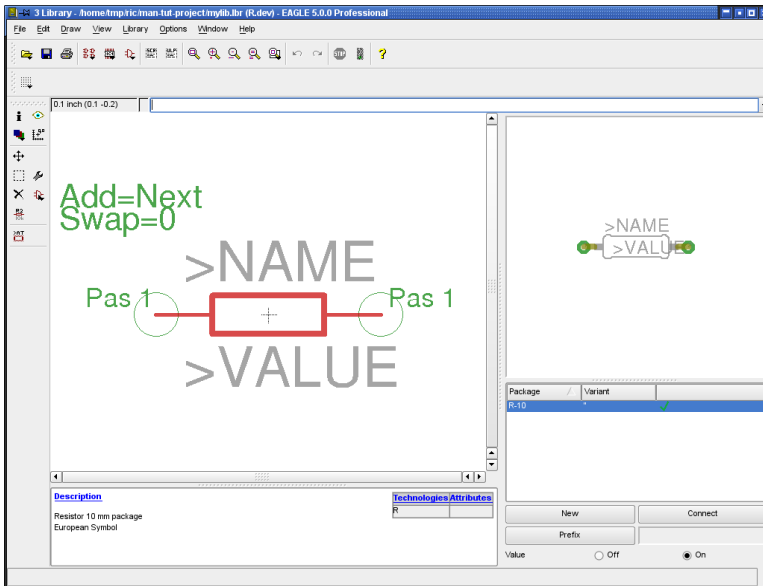 3 Library - /home/tmp/ric/man-tut-project/mylib.lbr (R.dev) - EAGLE 5.0.0 Professional
File Edit Draw View Library Options Window Help
0.1 inch (0.1 -0.2)
Add=Next
Swap=0
>NAME
Pas 1 Pas 1
>VALUE
>NAME
>VALUE
Package Variant
R-10 "
Description
Resistor 10 mm package
European Symbol
Technologies Attributes
R
New Connect
Prefix
Value Off On